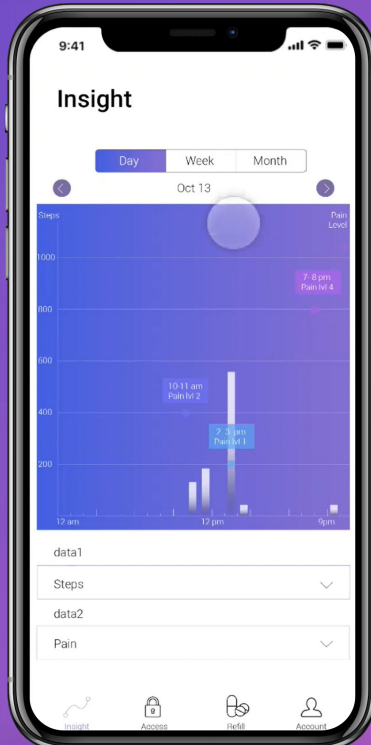 9:41
Insight
Day Week Month
Oct 13
Steps Pain
Level
1000
7-8 pm
Pain lvl 4
800
600
10-11 am
Pain lvl 2
400
2-3 pm
Pain lvl 1
200
12 am 12 pm 9pm
data1
Steps
data2
Pain
Insight Access Refill Account